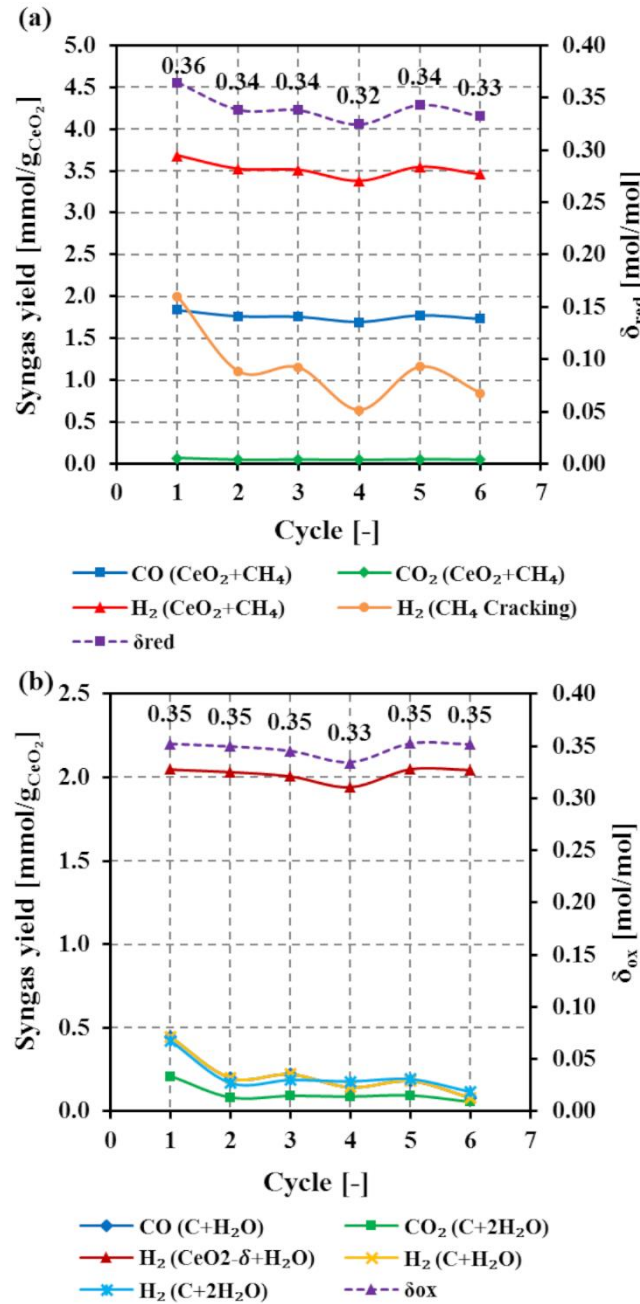 (a)
5.0
4.5
4.0
3.5
3.0
2.5
2.0
1.5
1.0
0.5
0.0
Syngas yield [mmol/gCeO₂]
0.36
0.34
0.34
0.32
0.34
0.33
0.40
0.35
0.30
0.25
0.20
0.15
0.10
0.05
0.00
δred [mol/mol]
0 1 2 3 4 5 6 7
Cycle [-]
CO (CeO₂+CH₄) CO₂ (CeO₂+CH₄)
H₂ (CeO₂+CH₄) H₂ (CH₄ Cracking)
δred
(b)
2.5
2.0
1.5
1.0
0.5
0.0
Syngas yield [mmol/gCeO₂]
0.35
0.35
0.35
0.33
0.35
0.35
0.40
0.35
0.30
0.25
0.20
0.15
0.10
0.05
0.00
δox [mol/mol]
0 1 2 3 4 5 6 7
Cycle [-]
CO (C+H₂O) CO₂ (C+2H₂O)
H₂ (CeO2-δ+H₂O) H₂ (C+H₂O)
H₂ (C+2H₂O) δox